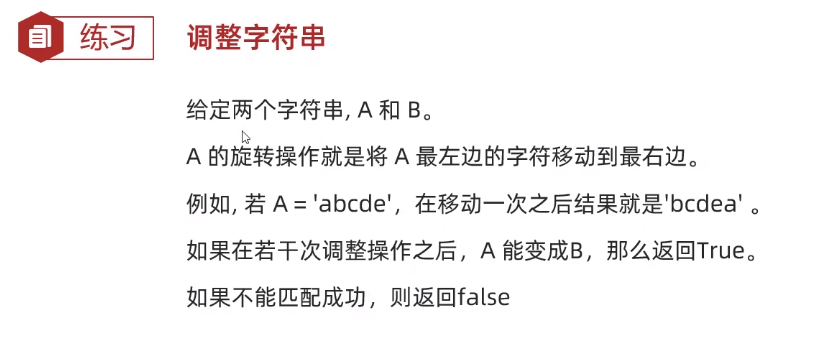 练习
调整字符串
给定两个字符串, A 和 B。
A 的旋转操作就是将 A 最左边的字符移动到最右边。
例如, 若 A = 'abcde'，在移动一次之后结果就是'bcdea' 。
如果在若干次调整操作之后，A 能变成B，那么返回True。
如果不能匹配成功，则返回false